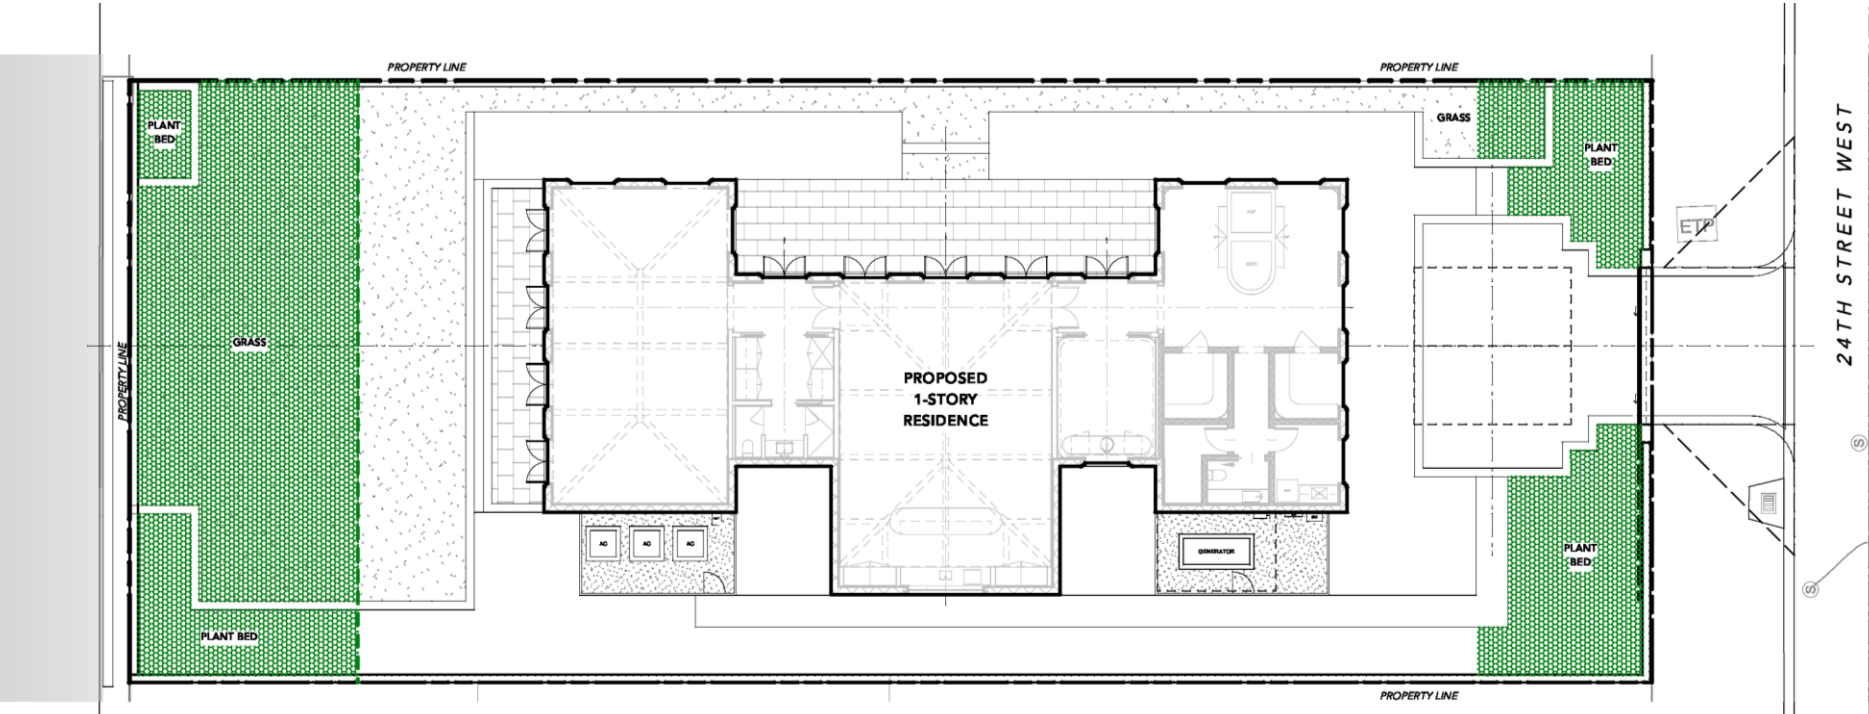 PROPERTY LINE
PROPERTY LINE
PLANT
BED
GRASS
PLANT
BED
ETP
24TH STREET WEST
GRASS
PROPERTY LINE
PROPOSED
1-STORY
RESIDENCE
AC
AC
AC
GENERATOR
PLANT
BED
S
S
PLANT BED
PROPERTY LINE